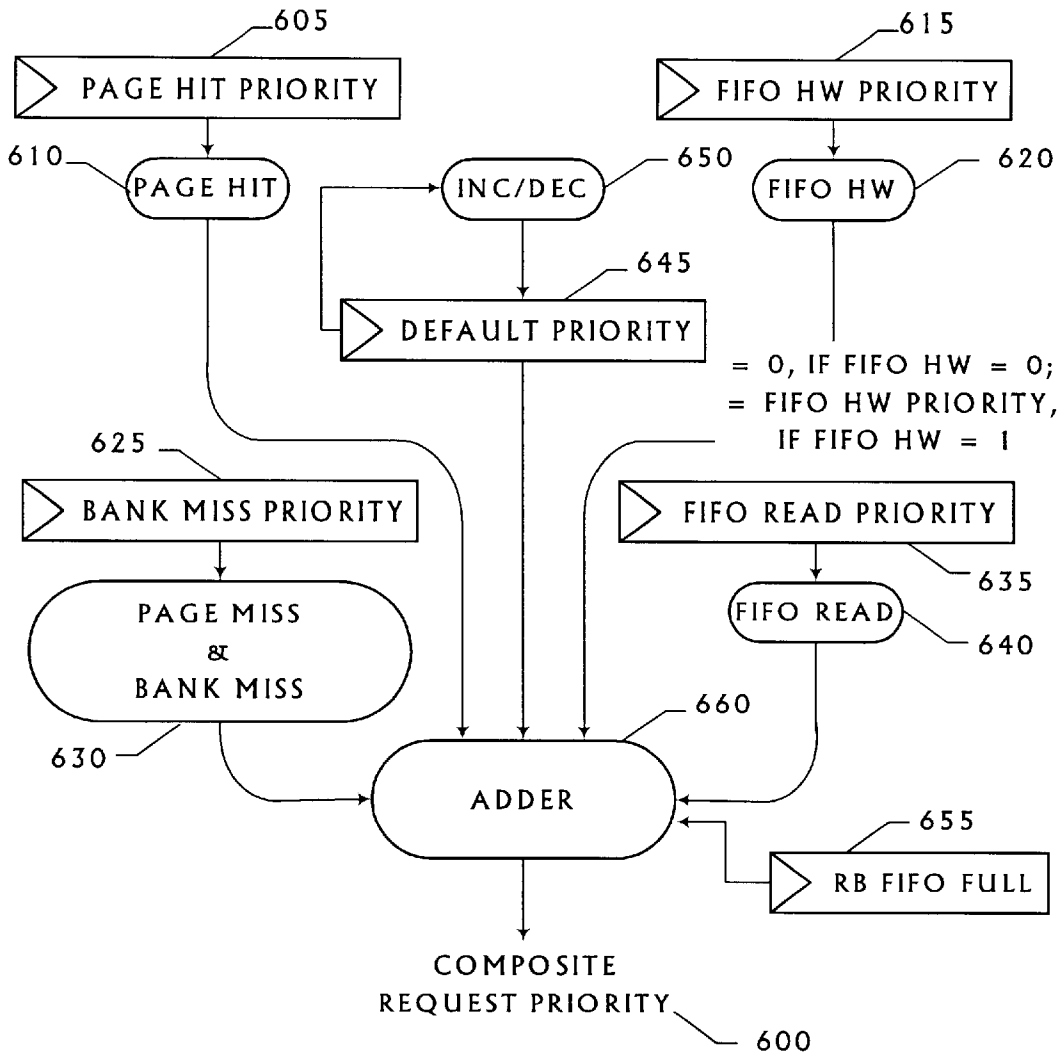 605
PAGE HIT PRIORITY
615
FIFO HW PRIORITY
610
PAGE HIT
INC/DEC
650
FIFO HW
620
645
DEFAULT PRIORITY
= 0, IF FIFO HW = 0;
= FIFO HW PRIORITY,
IF FIFO HW = 1
625
BANK MISS PRIORITY
FIFO READ PRIORITY
635
PAGE MISS
&
BANK MISS
630
FIFO READ
640
660
ADDER
655
RB FIFO FULL
COMPOSITE
REQUEST PRIORITY
600